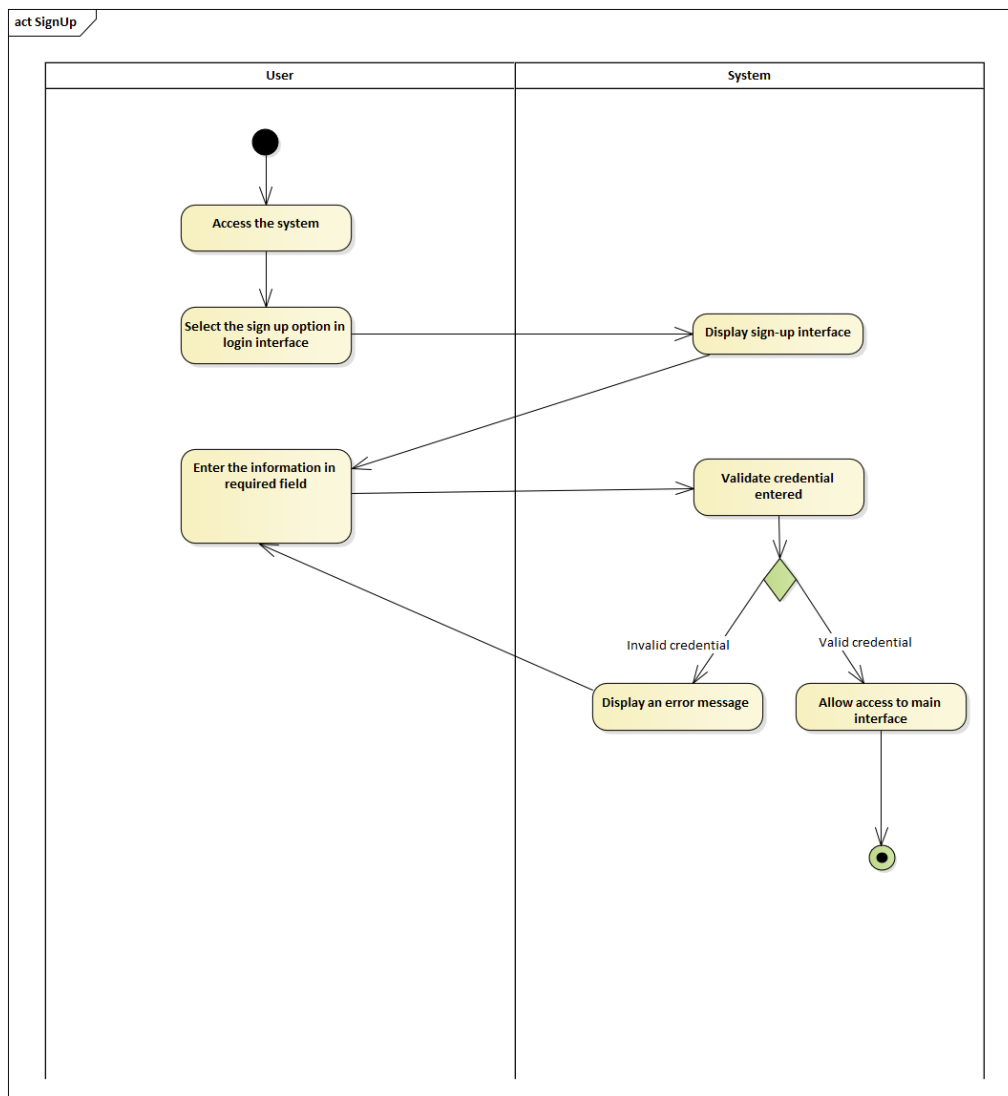 act SignUp
User
System
Access the system
Select the sign up option in
login interface
Display sign-up interface
Enter the information in
required field
Validate credential
entered
Invalid credential
Valid credential
Display an error message
Allow access to main
interface